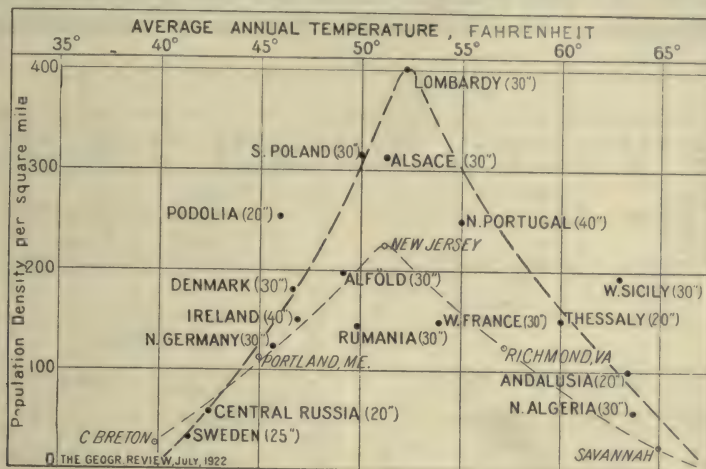 AVERAGE ANNUAL TEMPERATURE, FAHRENHEIT
35° 40° 45° 50° 55° 60° 65°
Population Density per square mile
400
LOMBARDY (30")
S. POLAND (30")
ALSACE (30")
300
PODOLIA (20")
N. PORTUGAL (40")
NEW JERSEY
200
ALFÖLD (30")
W. SICILY (30")
DENMARK (30")
IRELAND (40")
N. GERMANY (30")
RUMANIA (30")
W. FRANCE (30")
THESSALY (20")
PORTLAND, ME.
RICHMOND, VA
100
ANDALUSIA (20")
CENTRAL RUSSIA (20")
N. ALGERIA (30")
C BRETON
SWEDEN (25")
SAVANNAH
0
THE GEOGR. REVIEW, JULY, 1922